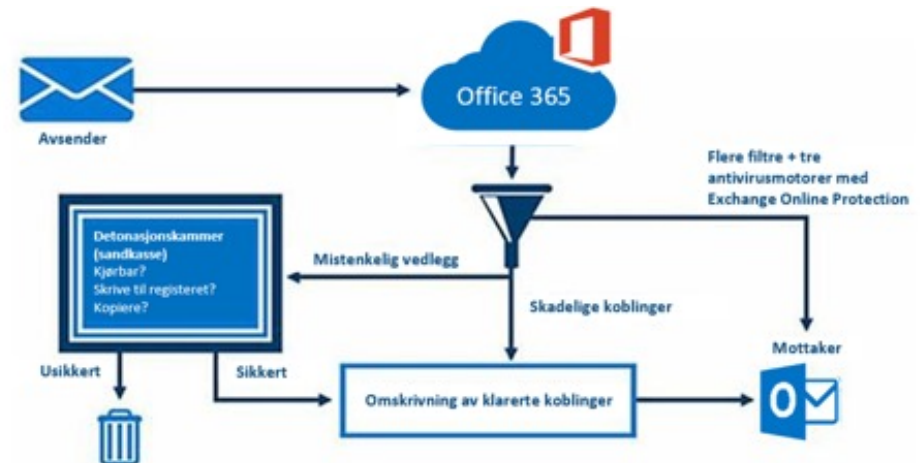 Office 365
Avsender
Flere filtre + tre
antivirusmotorer med
Exchange Online Protection
Detonasjonskammer
(sandkasse)
Kjørbar?
Skrive til registeret?
Kopiere?
Mistenkelig vedlegg
Skadelige koblinger
Mottaker
Usikkert
Sikkert
Omskrivning av klarerte koblinger
O